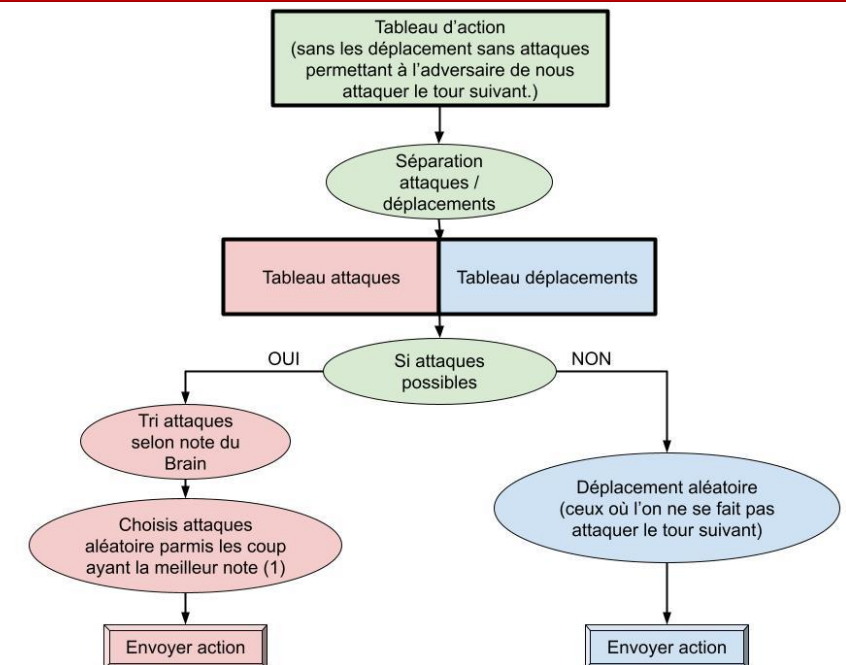 Tableau d'action
(sans les déplacement sans attaques
permettant à l'adversaire de nous
attaquer le tour suivant.)
Séparation
attaques /
déplacements
Tableau attaques
Tableau déplacements
Si attaques
possibles
OUI
NON
Tri attaques
selon note du
Brain
Choisis attaques
aléatoire parmis les coup
ayant la meilleur note (1)
Envoyer action
Déplacement aléatoire
(ceux où l'on ne se fait pas
attaquer le tour suivant)
Envoyer action